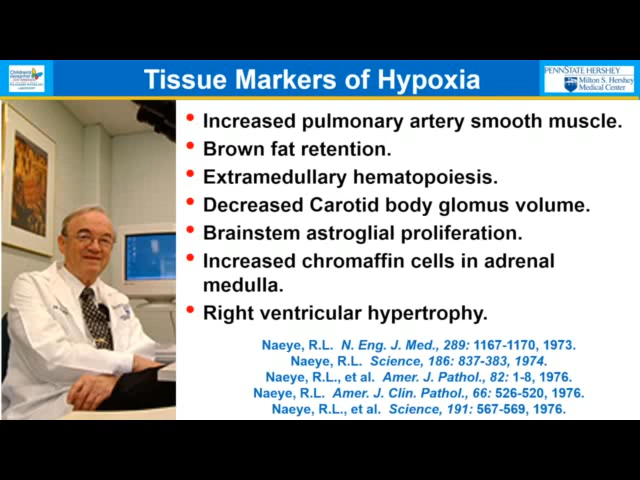 Children's Hospital
Tissue Markers of Hypoxia
PENNSTATE HERSHEY
Milton S. Hershey
Medical Center
• Increased pulmonary artery smooth muscle.
• Brown fat retention.
• Extramedullary hematopoiesis.
• Decreased Carotid body glomus volume.
• Brainstem astroglial proliferation.
• Increased chromaffin cells in adrenal
medulla.
• Right ventricular hypertrophy.
Naeye, R.L. N. Eng. J. Med., 289: 1167-1170, 1973.
Naeye, R.L. Science, 186: 837-383, 1974.
Naeye, R.L., et al. Amer. J. Pathol., 82: 1-8, 1976.
Naeye, R.L. Amer. J. Clin. Pathol., 66: 526-520, 1976.
Naeye, R.L., et al. Science, 191: 567-569, 1976.